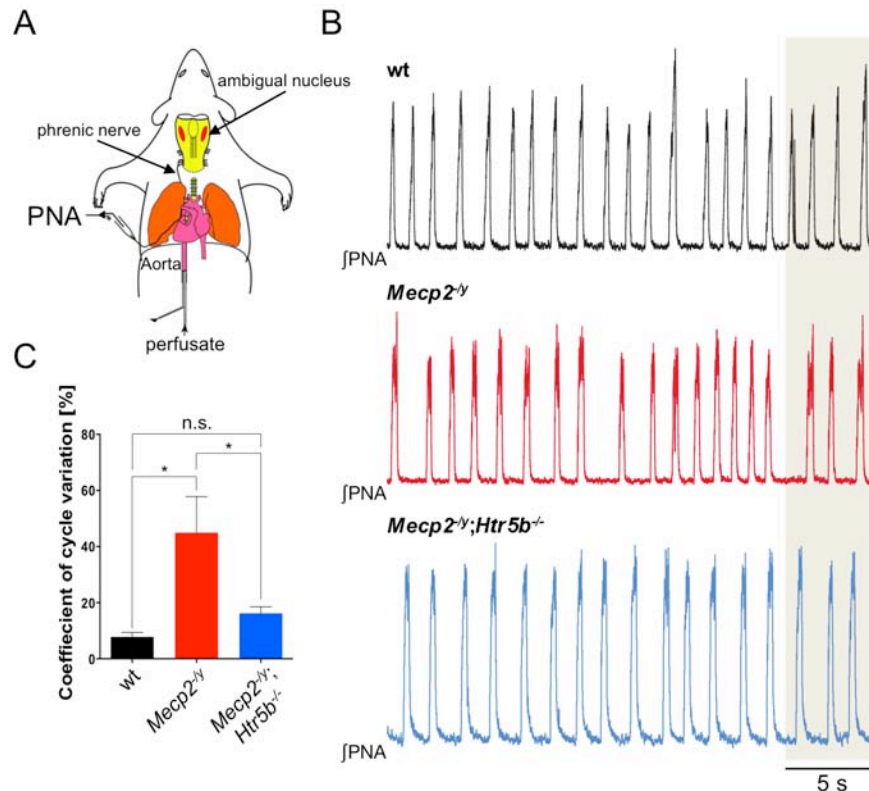 A
ambigual nucleus
phrenic nerve
PNA
Aorta
perfusate
B
wt
∫PNA
Mecp2-/y
∫PNA
Mecp2-/y;Htr5b-/-
∫PNA
5 s
C
Coeffiecient of cycle variation [%]
n.s.
* *
80
60
40
20
0
wt
Mecp2-/y
Mecp2-/y;
Htr5b-/-